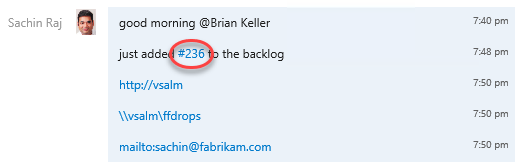 Sachin Raj good morning @Brian Keller 7:40 pm
just added #236 to the backlog 7:48 pm
http://vsalm 7:50 pm
\\vsalm\ffdrops 7:50 pm
mailto:sachin@fabrikam.com 7:50 pm